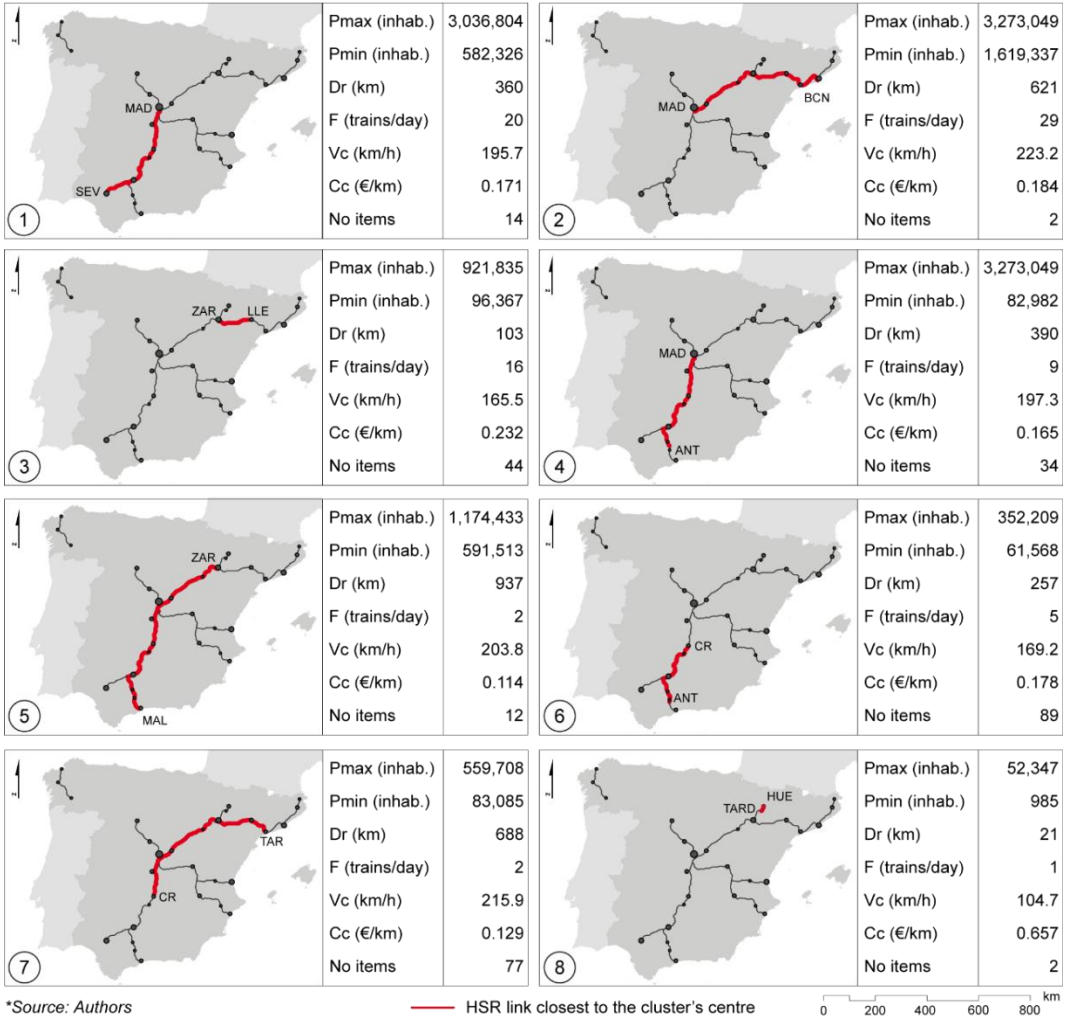 MAD
SEV
1
Pmax (inhab.) 3,036,804
Pmin (inhab.) 582,326
Dr (km) 360
F (trains/day) 20
Vc (km/h) 195.7
Cc (€/km) 0.171
No items 14
MAD
BCN
2
Pmax (inhab.) 3,273,049
Pmin (inhab.) 1,619,337
Dr (km) 621
F (trains/day) 29
Vc (km/h) 223.2
Cc (€/km) 0.184
No items 2
ZAR LLE
3
Pmax (inhab.) 921,835
Pmin (inhab.) 96,367
Dr (km) 103
F (trains/day) 16
Vc (km/h) 165.5
Cc (€/km) 0.232
No items 44
MAD
ANT
4
Pmax (inhab.) 3,273,049
Pmin (inhab.) 82,982
Dr (km) 390
F (trains/day) 9
Vc (km/h) 197.3
Cc (€/km) 0.165
No items 34
ZAR
MAL
5
Pmax (inhab.) 1,174,433
Pmin (inhab.) 591,513
Dr (km) 937
F (trains/day) 2
Vc (km/h) 203.8
Cc (€/km) 0.114
No items 12
CR
ANT
6
Pmax (inhab.) 352,209
Pmin (inhab.) 61,568
Dr (km) 257
F (trains/day) 5
Vc (km/h) 169.2
Cc (€/km) 0.178
No items 89
TAR
CR
7
Pmax (inhab.) 559,708
Pmin (inhab.) 83,085
Dr (km) 688
F (trains/day) 2
Vc (km/h) 215.9
Cc (€/km) 0.129
No items 77
HUE
TARD
8
Pmax (inhab.) 52,347
Pmin (inhab.) 985
Dr (km) 21
F (trains/day) 1
Vc (km/h) 104.7
Cc (€/km) 0.657
No items 2
*Source: Authors
HSR link closest to the cluster's centre
km
0 200 400 600 800